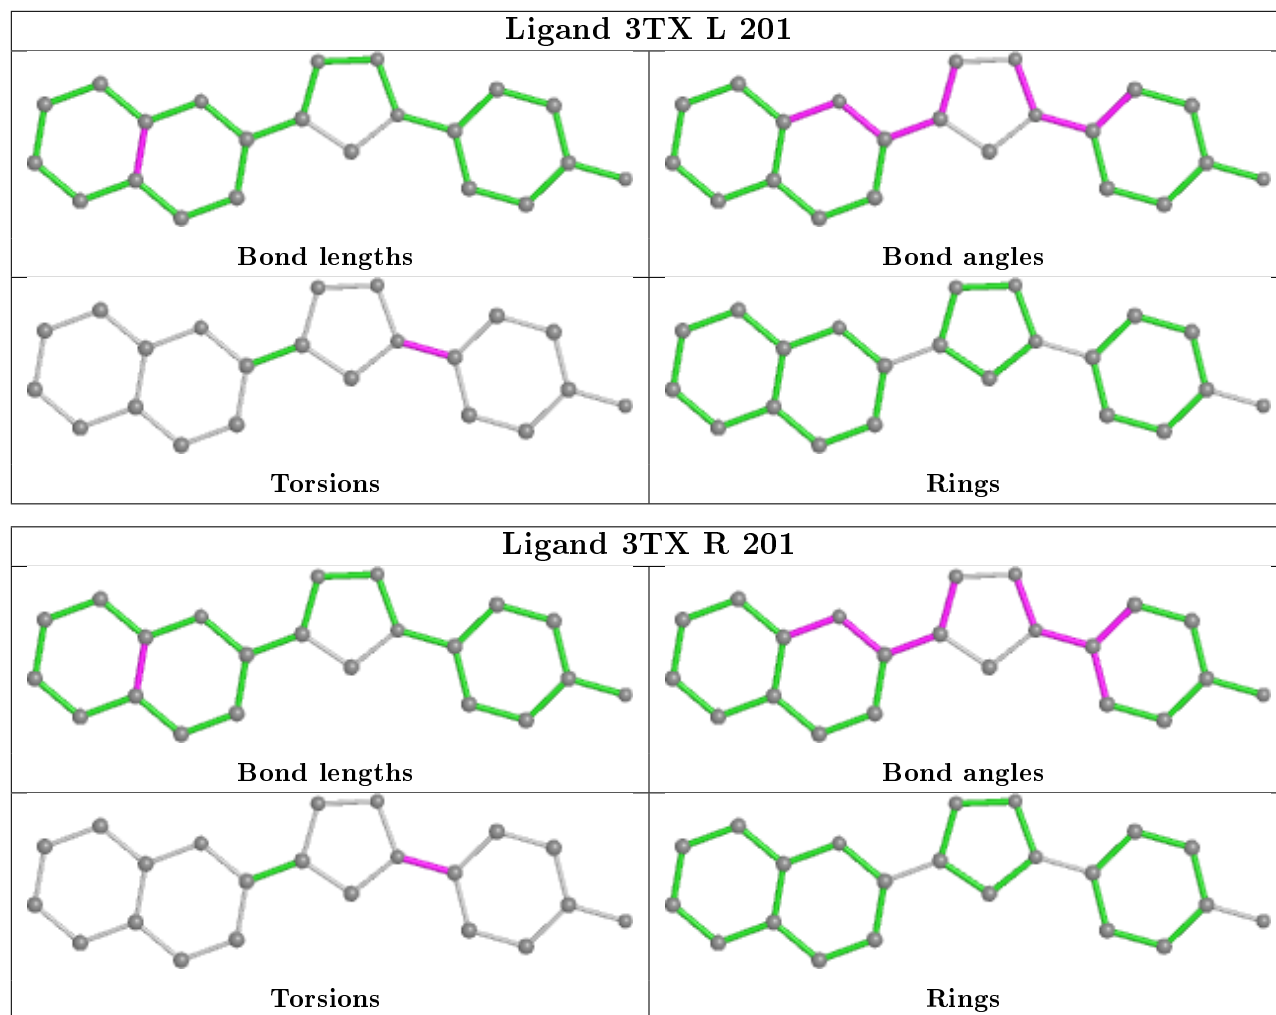 Ligand 3TX L 201
Bond lengths
Bond angles
Torsions
Rings
Ligand 3TX R 201
Bond lengths
Bond angles
Torsions
Rings